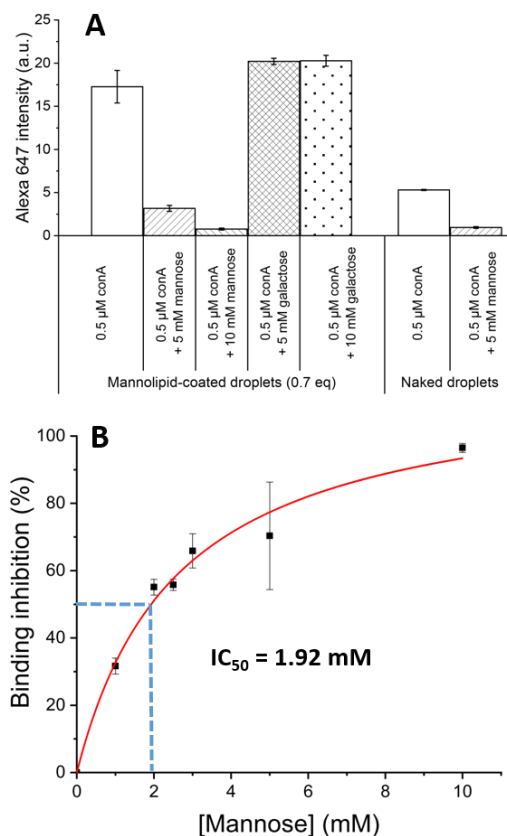 A
Alexa 647 intensity (a.u.)
25
20
15
10
5
0
0.5 µM conA
0.5 µM conA
+ 5 mM mannose
0.5 µM conA
+ 10 mM mannose
0.5 µM conA
+ 5 mM galactose
0.5 µM conA
+ 10 mM galactose
0.5 µM conA
0.5 µM conA
+ 5 mM mannose
Mannolipid-coated droplets (0.7 eq)
Naked droplets
B
Binding inhibition (%)
100
80
60
40
20
0
IC50 = 1.92 mM
0
2
4
6
8
10
[Mannose] (mM)